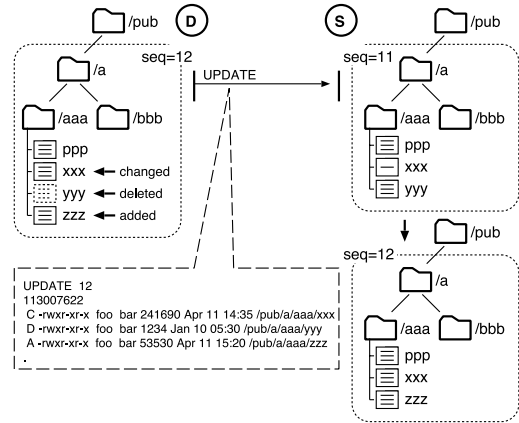 /pub
D
seq=12
/a
/aaa
/bbb
ppp
xxx
changed
yyy
deleted
zzz
added
UPDATE
S
/pub
seq=11
/a
/aaa
/bbb
ppp
xxx
yyy
/pub
seq=12
/a
/aaa
/bbb
ppp
xxx
zzz
UPDATE 12
113007622
C -rwxr-xr-x foo bar 241690 Apr 11 14:35 /pub/a/aaa/xxx
D -rwxr-xr-x foo bar 1234 Jan 10 05:30 /pub/a/aaa/yyy
A -rwxr-xr-x foo bar 53530 Apr 11 15:20 /pub/a/aaa/zzz
.